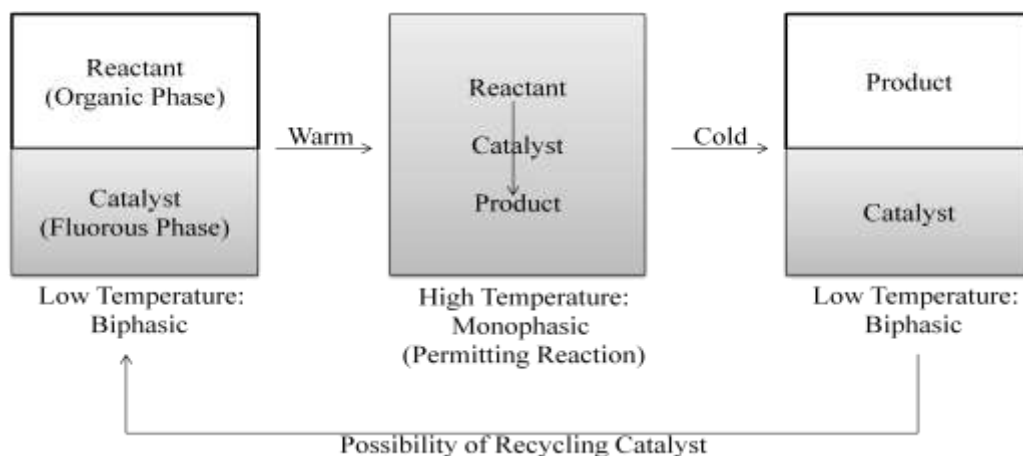 Reactant
(Organic Phase)
Catalyst
(Fluorous Phase)
Low Temperature:
Biphasic
Warm
Reactant
Catalyst
Product
High Temperature:
Monophasic
(Permitting Reaction)
Cold
Product
Catalyst
Low Temperature:
Biphasic
Possibility of Recycling Catalyst